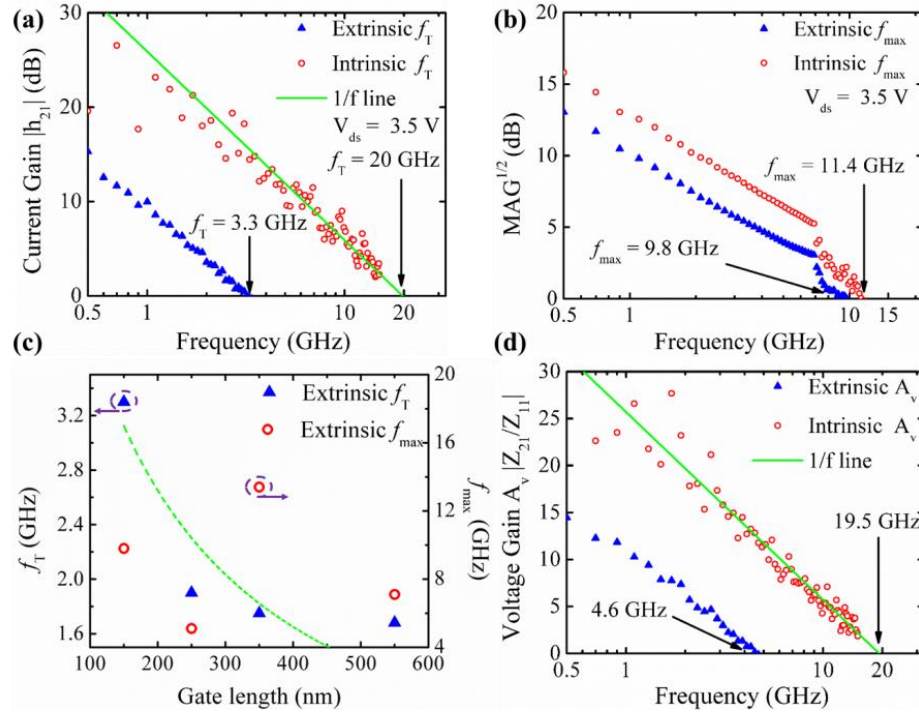 (a)
Extrinsic fT
Intrinsic fT
1/f line
Vds = 3.5 V
fT = 20 GHz
fT = 3.3 GHz
30
20
10
0
0.5
1
10
20
Current Gain |h21| (dB)
Frequency (GHz)
(b)
Extrinsic fmax
Intrinsic fmax
Vds = 3.5 V
fmax = 11.4 GHz
fmax = 9.8 GHz
20
15
10
5
0
0.5
1
10
15
MAG1/2 (dB)
Frequency (GHz)
(c)
Extrinsic fT
Extrinsic fmax
3.2
2.8
2.4
2.0
1.6
20
16
12
8
4
100
200
300
400
500
600
fT (GHz)
fmax (GHz)
Gate length (nm)
(d)
Extrinsic Av
Intrinsic Av
1/f line
19.5 GHz
4.6 GHz
30
25
20
15
10
5
0
0.5
1
10
20
30
Voltage Gain Av |Z21/Z11|
Frequency (GHz)